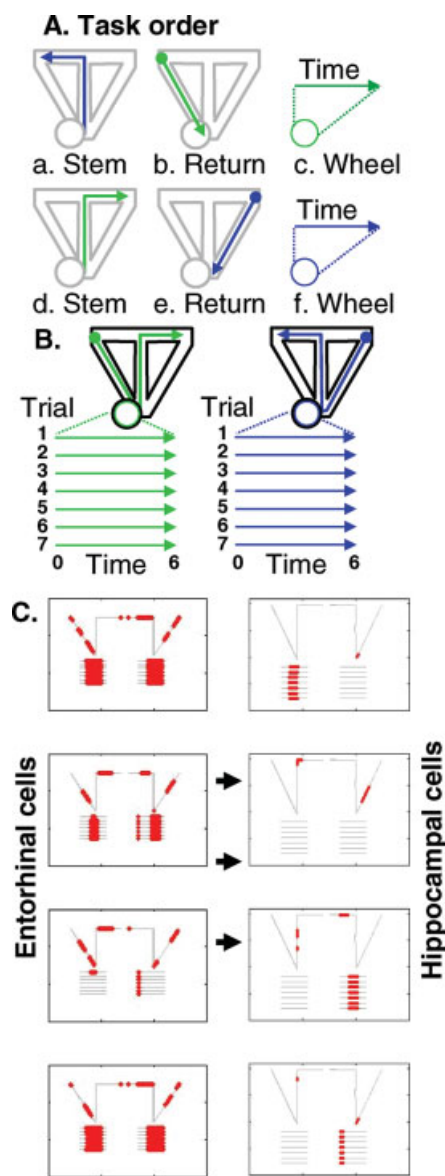 A. Task order
Time
a. Stem b. Return c. Wheel
Time
d. Stem e. Return f. Wheel
B.
Trial Trial
1 1
2 2
3 3
4 4
5 5
6 6
7 7
0 Time 6 0 Time 6
C.
Entorhinal cells
Hippocampal cells